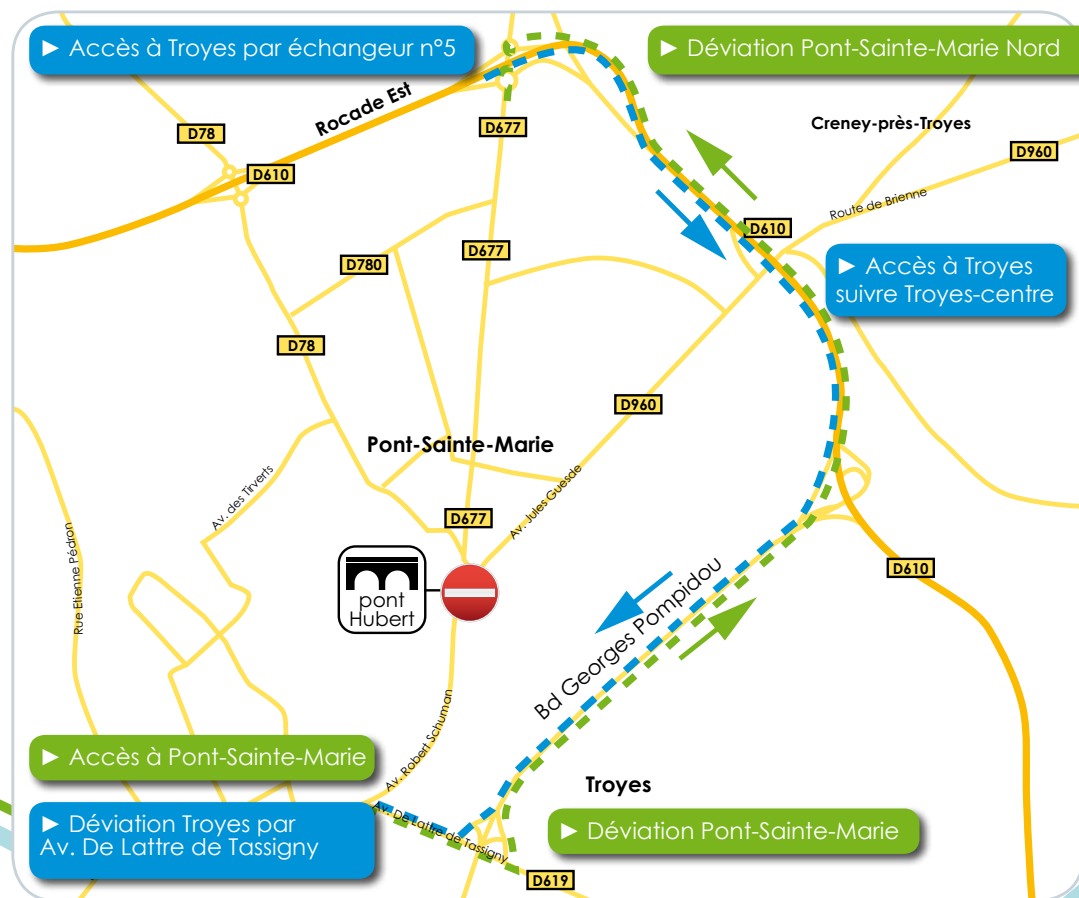 ► Accès à Troyes par échangeur n°5
► Déviation Pont-Sainte-Marie Nord
Rocade Est
D78
D677
Creney-près-Troyes
D960
D610
Route de Brienne
D610
D677
D780
► Accès à Troyes
suivre Troyes-centre
D78
D960
Pont-Sainte-Marie
Av. des Tirverts
Av. Jules Guesde
D677
Rue Etienne Pédron
pont
Hubert
D610
Bd Georges Pompidou
Av. Robert Schuman
► Accès à Pont-Sainte-Marie
Troyes
Av. De Lattre de Tassigny
► Déviation Troyes par
Av. De Lattre de Tassigny
► Déviation Pont-Sainte-Marie
D619